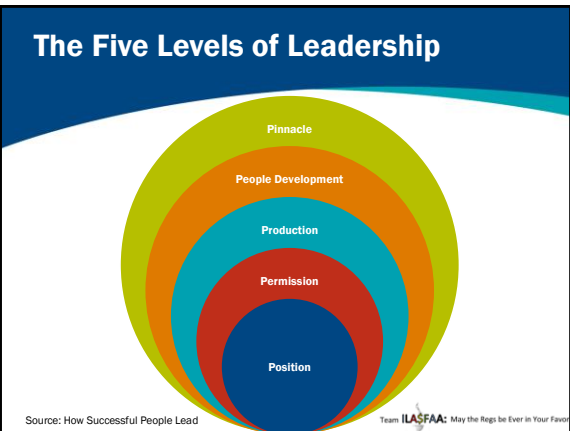 The Five Levels of Leadership
Pinnacle
People Development
Production
Permission
Position
Source: How Successful People Lead
Team ILASFAA: May the Regs be Ever in Your Favor